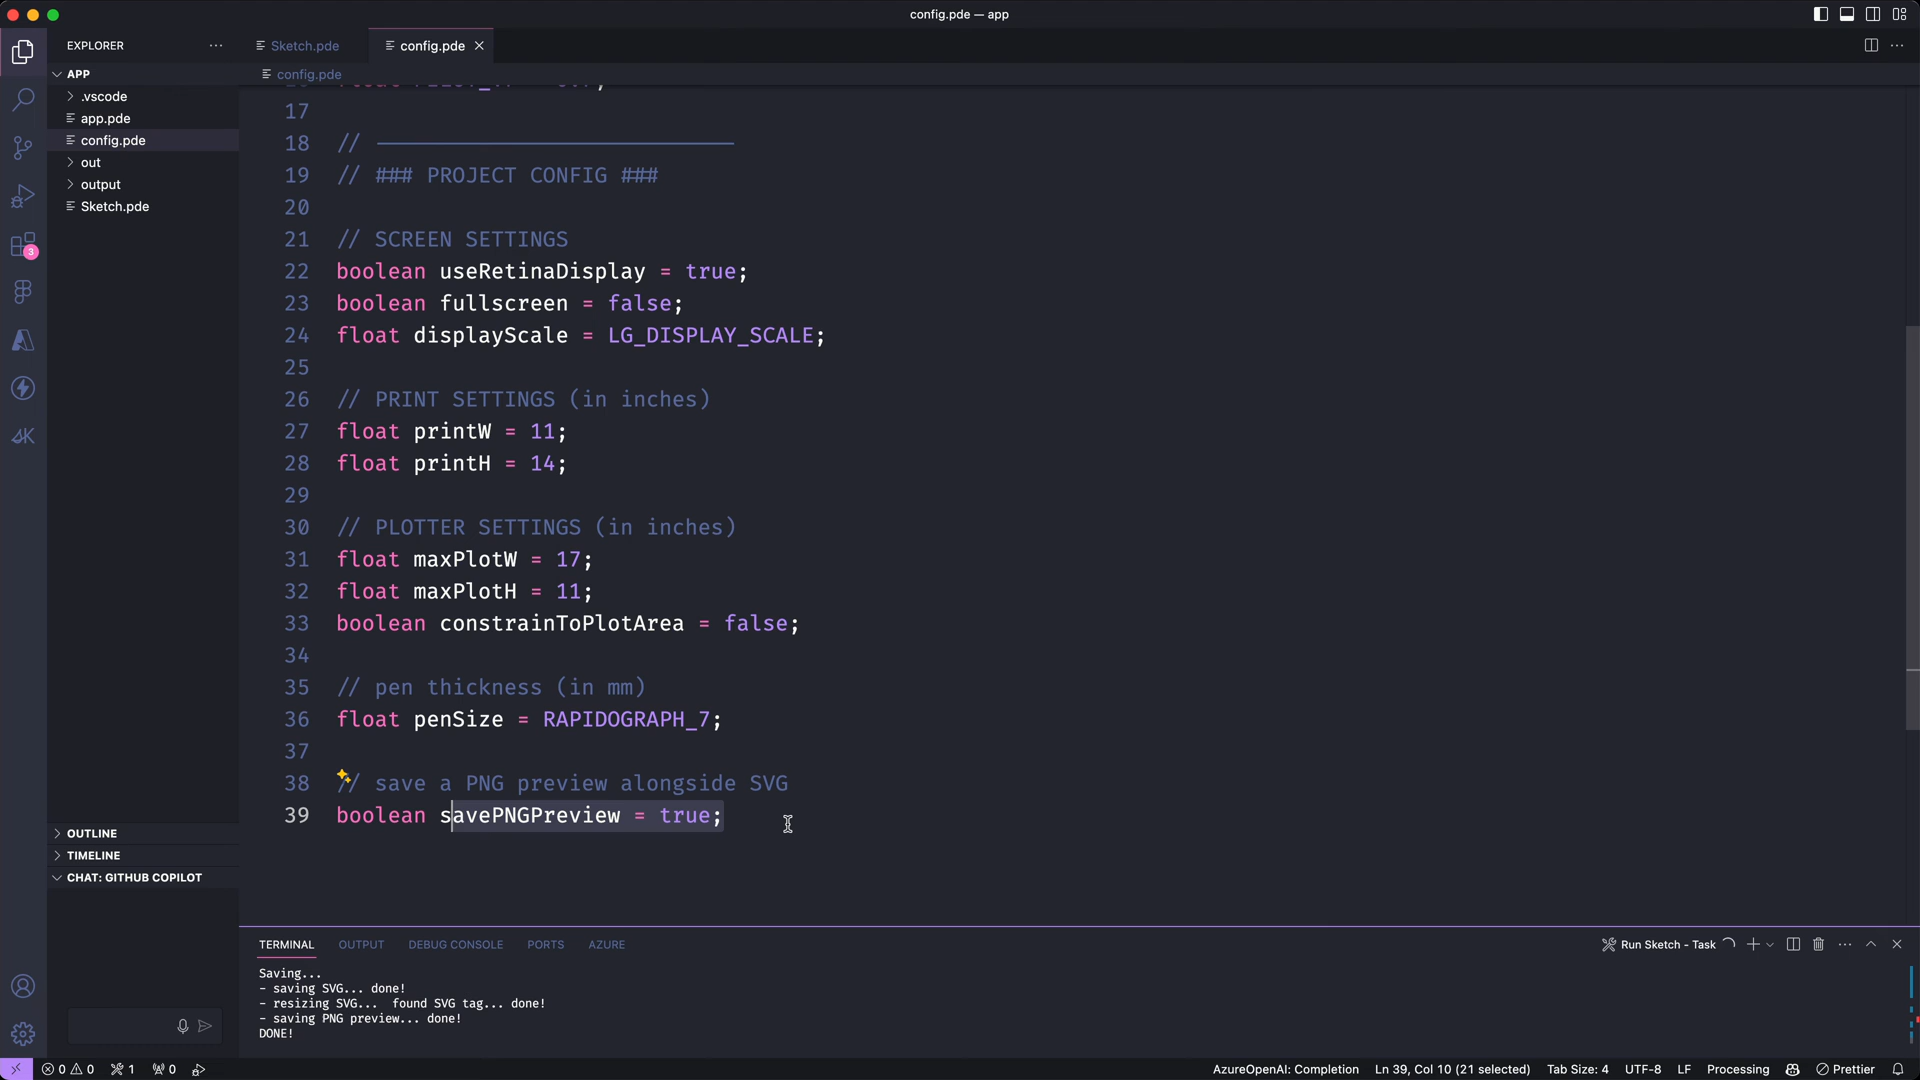 config.pde — app
EXPLORER
Sketch.pde
config.pde
APP
config.pde
.vscode
app.pde
config.pde
out
output
Sketch.pde
17
18 // ————————————————————————————
19 // ### PROJECT CONFIG ###
20
21 // SCREEN SETTINGS
22 boolean useRetinaDisplay = true;
23 boolean fullscreen = false;
24 float displayScale = LG_DISPLAY_SCALE;
25
26 // PRINT SETTINGS (in inches)
27 float printW = 11;
28 float printH = 14;
29
30 // PLOTTER SETTINGS (in inches)
31 float maxPlotW = 17;
32 float maxPlotH = 11;
33 boolean constrainToPlotArea = false;
34
35 // pen thickness (in mm)
36 float penSize = RAPIDOGRAPH_7;
37
38 // save a PNG preview alongside SVG
39 boolean savePNGPreview = true;
3
OUTLINE
TIMELINE
CHAT: GITHUB COPILOT
TERMINAL OUTPUT DEBUG CONSOLE PORTS AZURE
Run Sketch - Task
Saving...
- saving SVG... done!
- resizing SVG...  found SVG tag... done!
- saving PNG preview... done!
DONE!
0 0 1 0
AzureOpenAI: Completion Ln 39, Col 10 (21 selected) Tab Size: 4 UTF-8 LF Processing Prettier